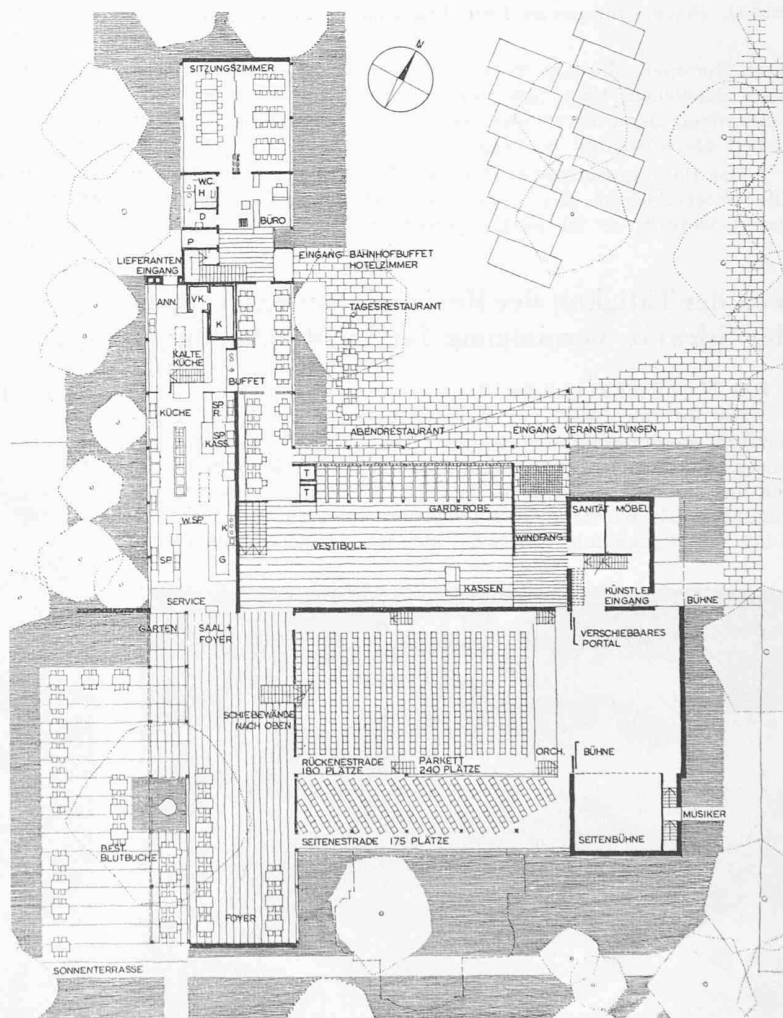 N
SITZUNGSZIMMER
W.C.
H
D
BÜRO
P
LIEFERANTEN
EINGANG
EINGANG BAHNHOFBUFFET
HOTELZIMMER
ANN.
V.K.
K
TAGESRESTAURANT
KALTE
KÜCHE
BUFFET
KÜCHE
SP
R.
SP
KASS.
ABENDRESTAURANT
EINGANG VERANSTALTUNGEN
T
T
GARDEROBE
SANITÄT
MÖBEL
W.SP
K
VESTIBULE
WINDFANG
SP
G
KASSEN
KÜNSTLER
EINGANG
BÜHNE
SERVICE
GARTEN
SAAL +
FOYER
VERSCHIEBBARES
PORTAL
SCHIEBEWÄNDE
NACH OBEN
ORCH.
BÜHNE
RÜCKENESTRADE
180 PLÄTZE
PARKETT
240 PLÄTZE
MUSIKER
SEITENESTRADE 175 PLÄTZE
SEITENBÜHNE
BEST.
BLUTBUCHE
FOYER
SONNENTERRASSE